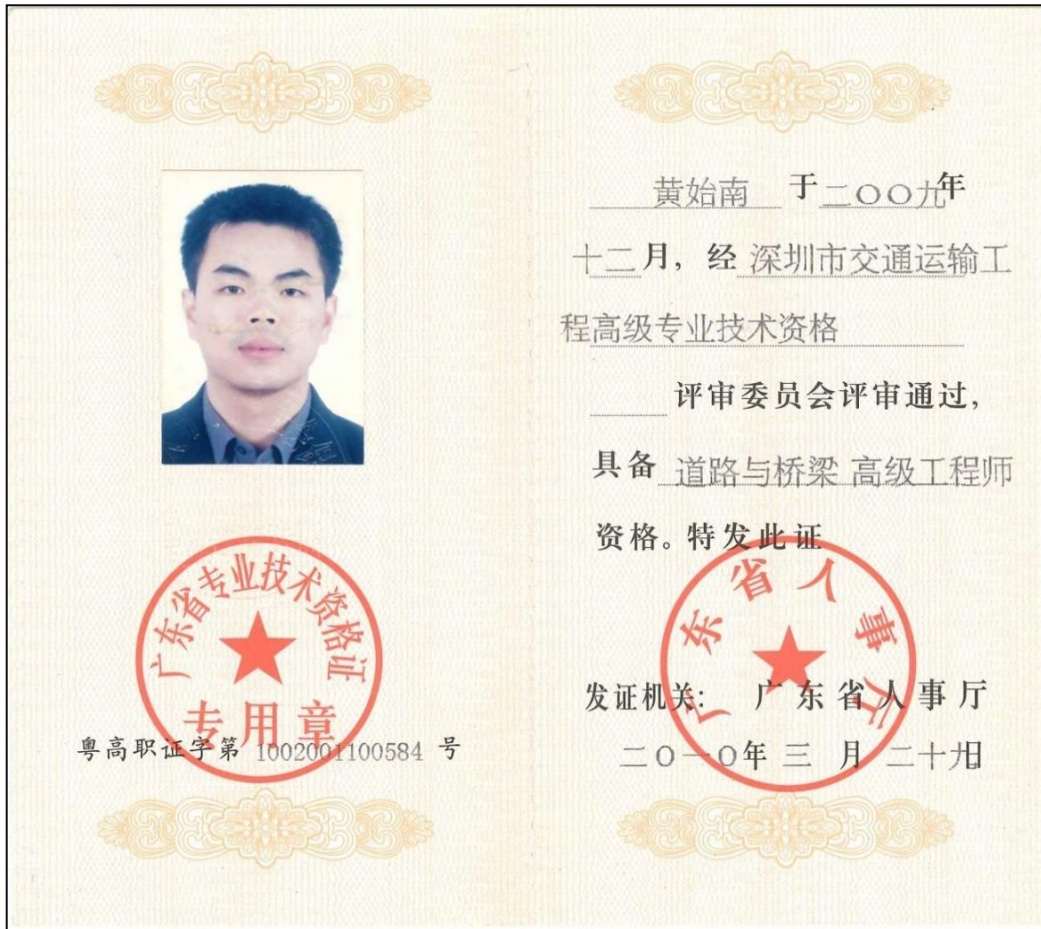 广东省专业技术资格证
专用章
粤高职证字第 1002001100584 号
黄始南 于二〇〇九年
十二月，经 深圳市交通运输工
程高级专业技术资格
评审委员会评审通过，
具备 道路与桥梁 高级工程师
资格。特发此证
广东省人事厅
发证机关： 广东省人事厅
二〇一〇年 三 月 二十九日